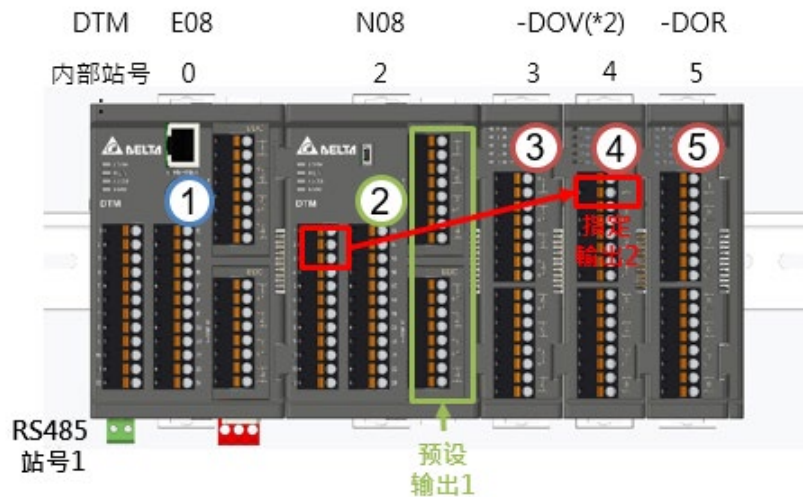 DTM E08 N08 -DOV(*2) -DOR
内部站号 0 2 3 4 5
DELTA DELTA
DTM DTM
1 2 3 4 5
指定
输出2
RS485
站号1
预设
输出1